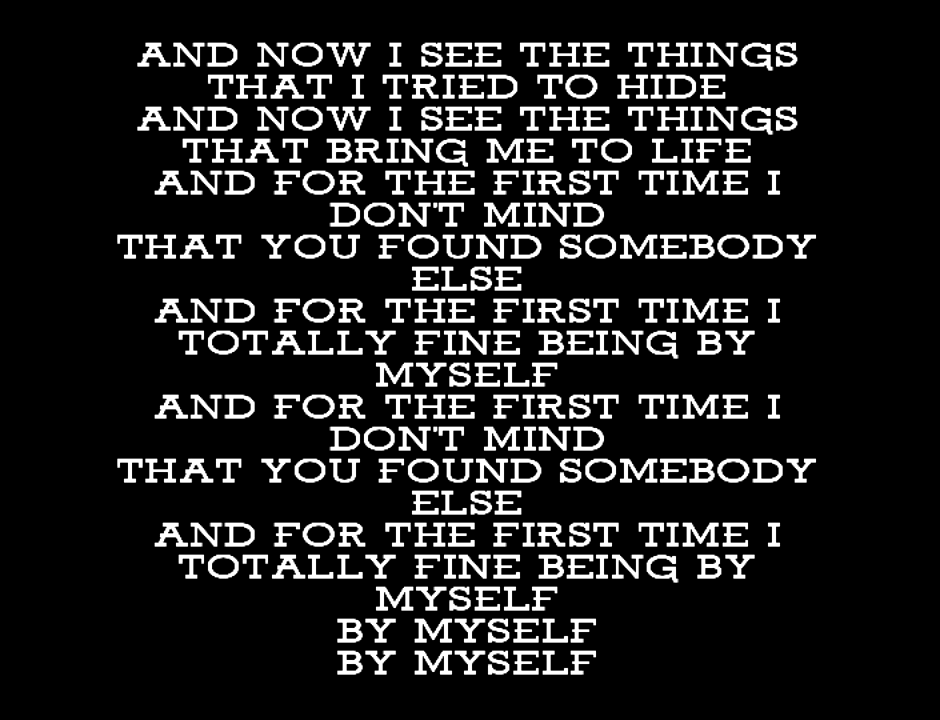 AND NOW I SEE THE THINGS
THAT I TRIED TO HIDE
AND NOW I SEE THE THINGS
THAT BRING ME TO LIFE
AND FOR THE FIRST TIME I
DON'T MIND
THAT YOU FOUND SOMEBODY
ELSE
AND FOR THE FIRST TIME I
TOTALLY FINE BEING BY
MYSELF
AND FOR THE FIRST TIME I
DON'T MIND
THAT YOU FOUND SOMEBODY
ELSE
AND FOR THE FIRST TIME I
TOTALLY FINE BEING BY
MYSELF
BY MYSELF
BY MYSELF